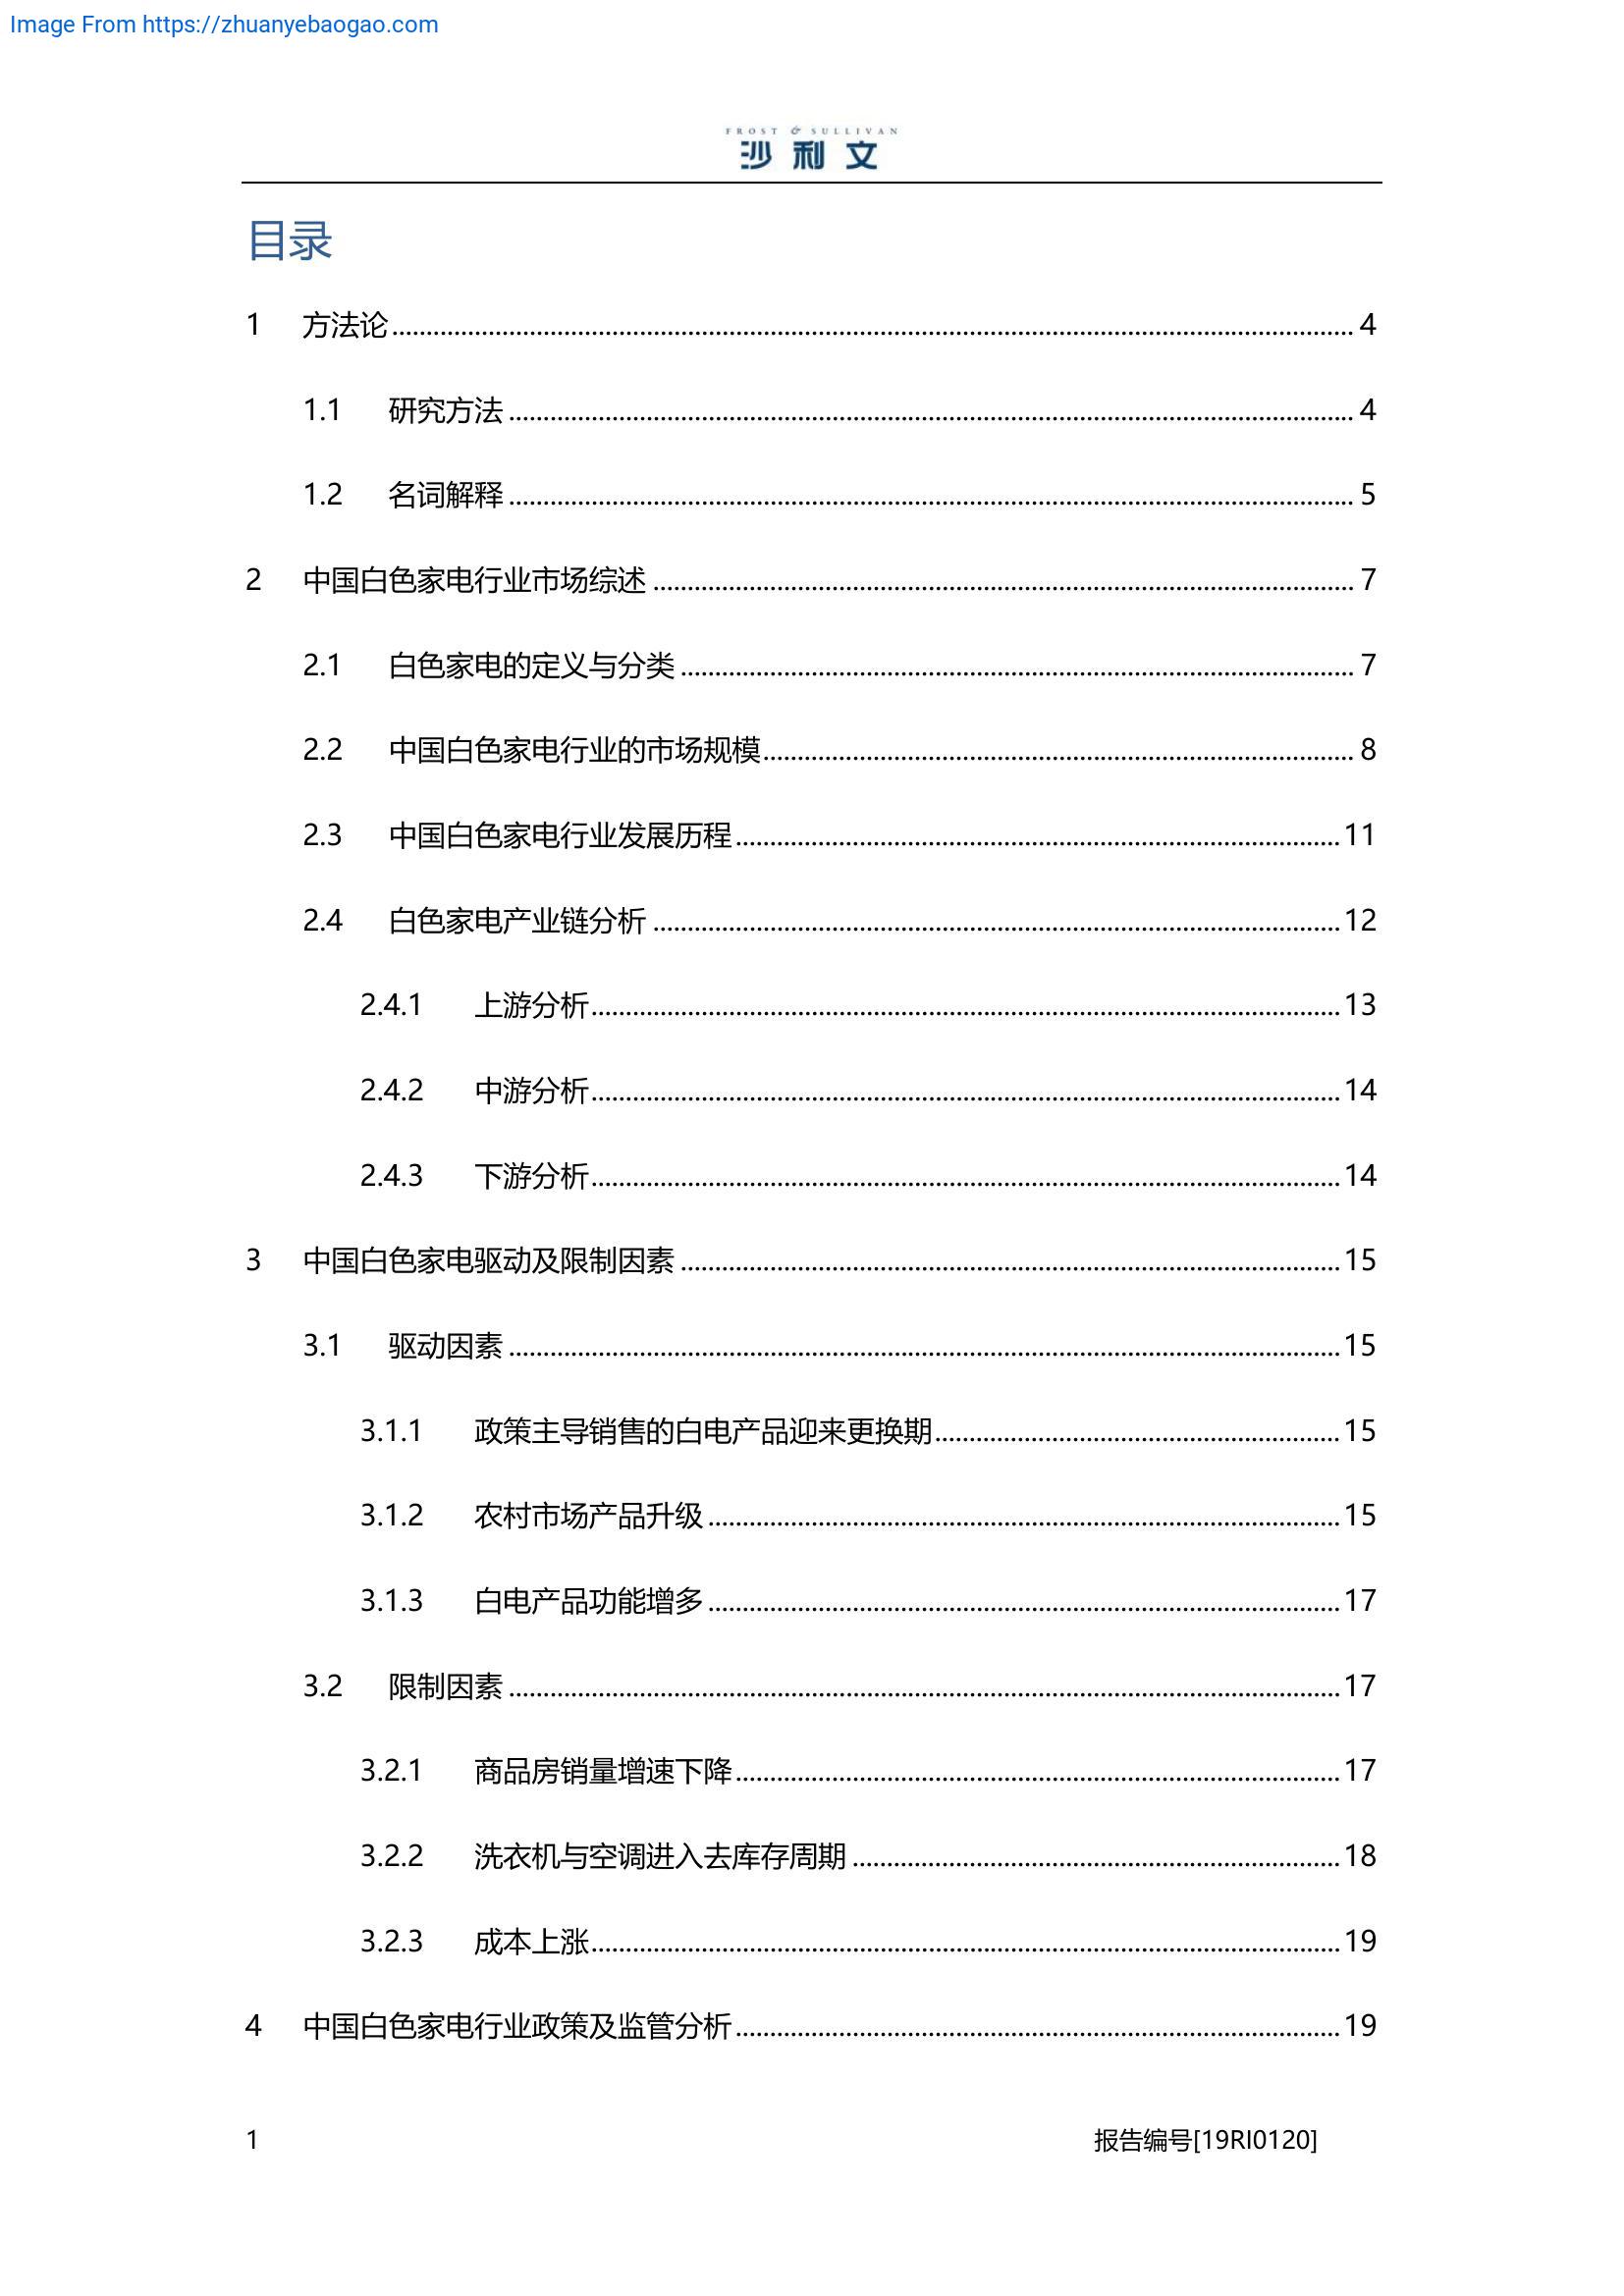 Image From https://zhuanyebaogao.com
FROST & SULLIVAN
沙利文
目录
1 方法论 4
1.1 研究方法 4
1.2 名词解释 5
2 中国白色家电行业市场综述 7
2.1 白色家电的定义与分类 7
2.2 中国白色家电行业的市场规模 8
2.3 中国白色家电行业发展历程 11
2.4 白色家电产业链分析 12
2.4.1 上游分析 13
2.4.2 中游分析 14
2.4.3 下游分析 14
3 中国白色家电驱动及限制因素 15
3.1 驱动因素 15
3.1.1 政策主导销售的白电产品迎来更换期 15
3.1.2 农村市场产品升级 15
3.1.3 白电产品功能增多 17
3.2 限制因素 17
3.2.1 商品房销量增速下降 17
3.2.2 洗衣机与空调进入去库存周期 18
3.2.3 成本上涨 19
4 中国白色家电行业政策及监管分析 19
1 报告编号[19RI0120]